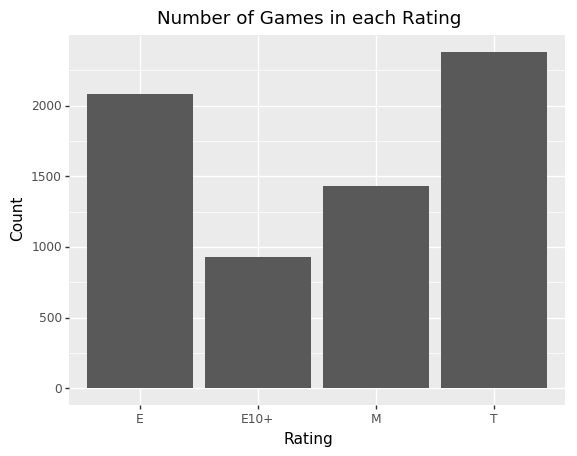 Number of Games in each Rating
2000
1500
1000
500
0
Count
E E10+ M T
Rating